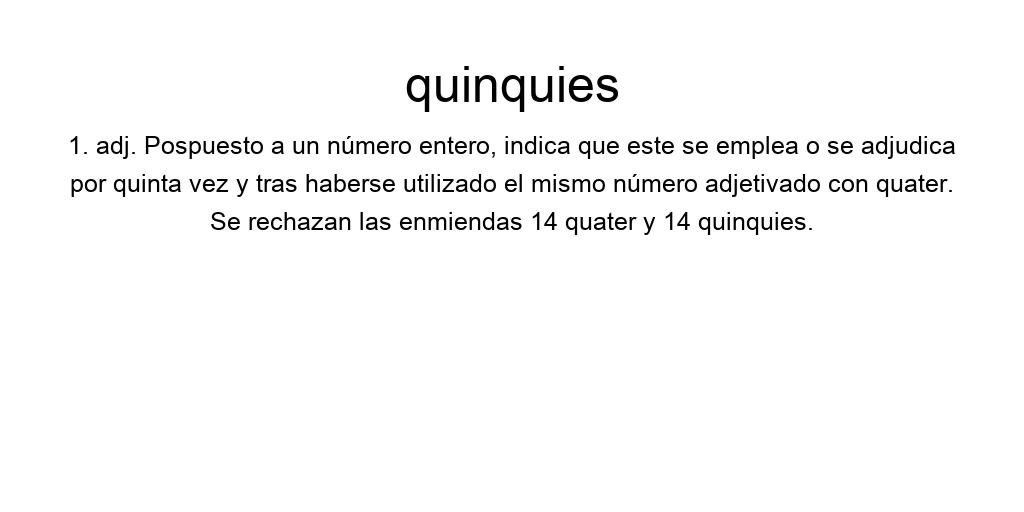 quinquies
1. adj. Pospuesto a un número entero, indica que este se emplea o se adjudica
por quinta vez y tras haberse utilizado el mismo número adjetivado con quater.
Se rechazan las enmiendas 14 quater y 14 quinquies.